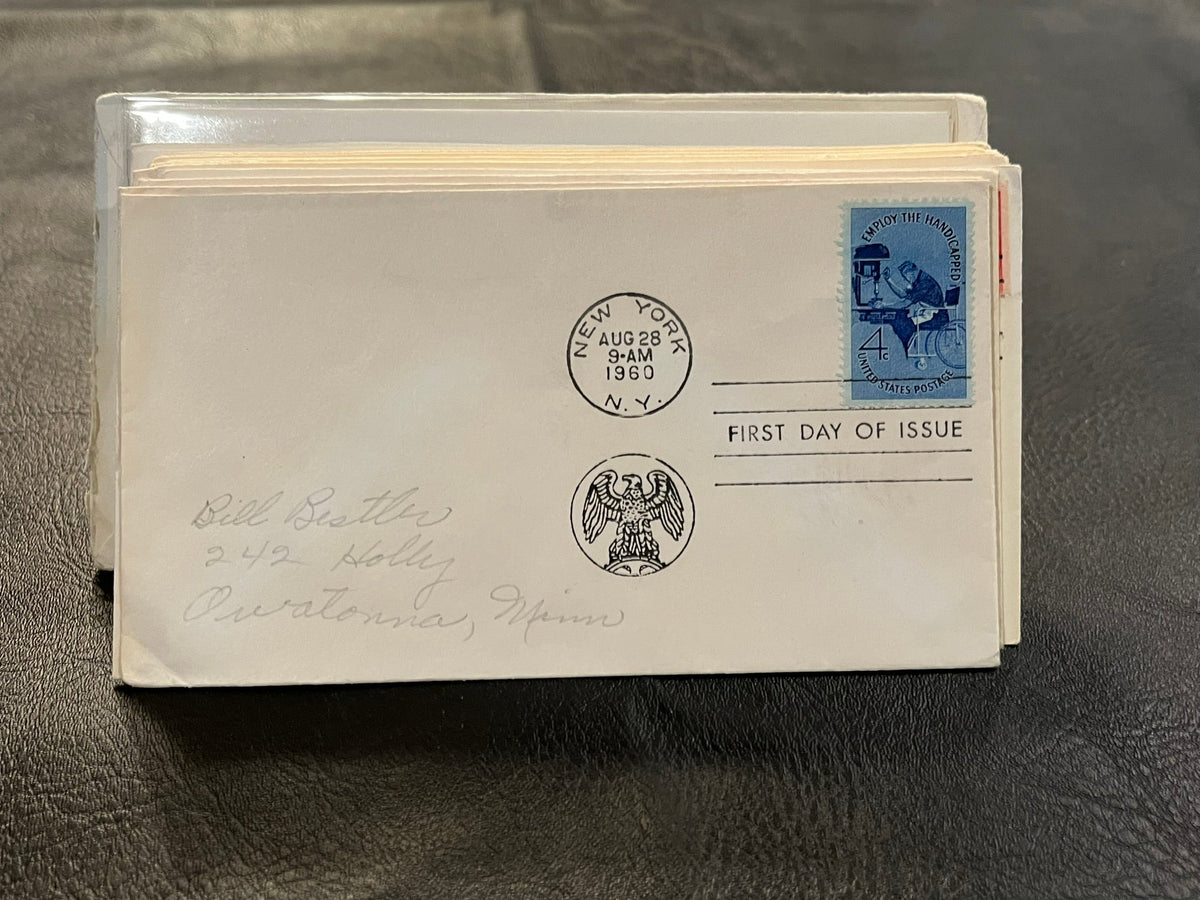 EMPLOY THE HANDICAPPED
4c
UNITED STATES POSTAGE
NEW YORK
AUG 28
9-AM
1960
N.Y.
FIRST DAY OF ISSUE
Bill Bestler
242 Holly
Owatonna, Minn